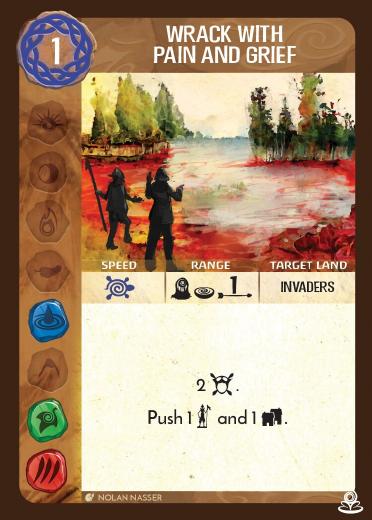 1
WRACK WITH
PAIN AND GRIEF
SPEED RANGE TARGET LAND
1 INVADERS
2 .
Push 1 and 1 .
NOLAN NASSER